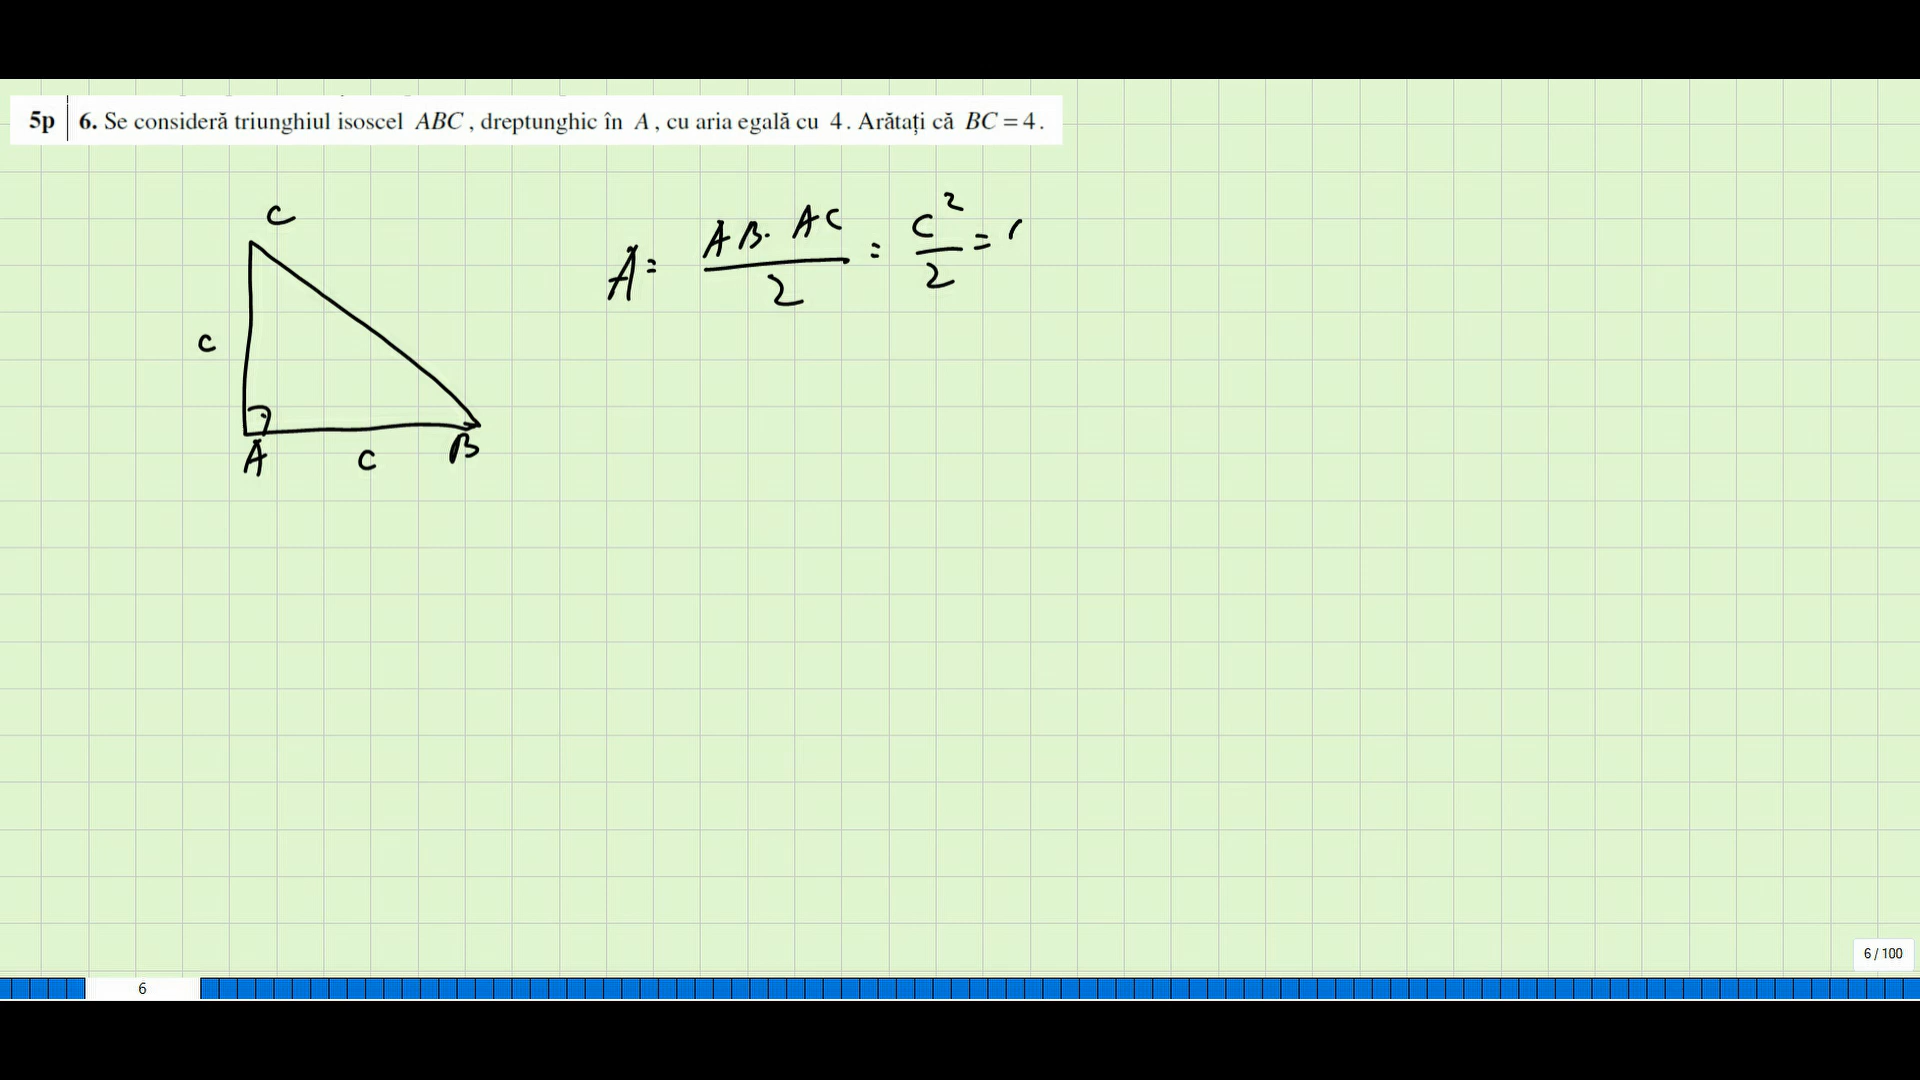 5p 6. Se consideră triunghiul isoscel ABC, dreptunghic în A, cu aria egală cu 4. Arătați că BC = 4.
C
A = AB · AC / 2 = c² / 2 =
c
A c B
6 / 100
6